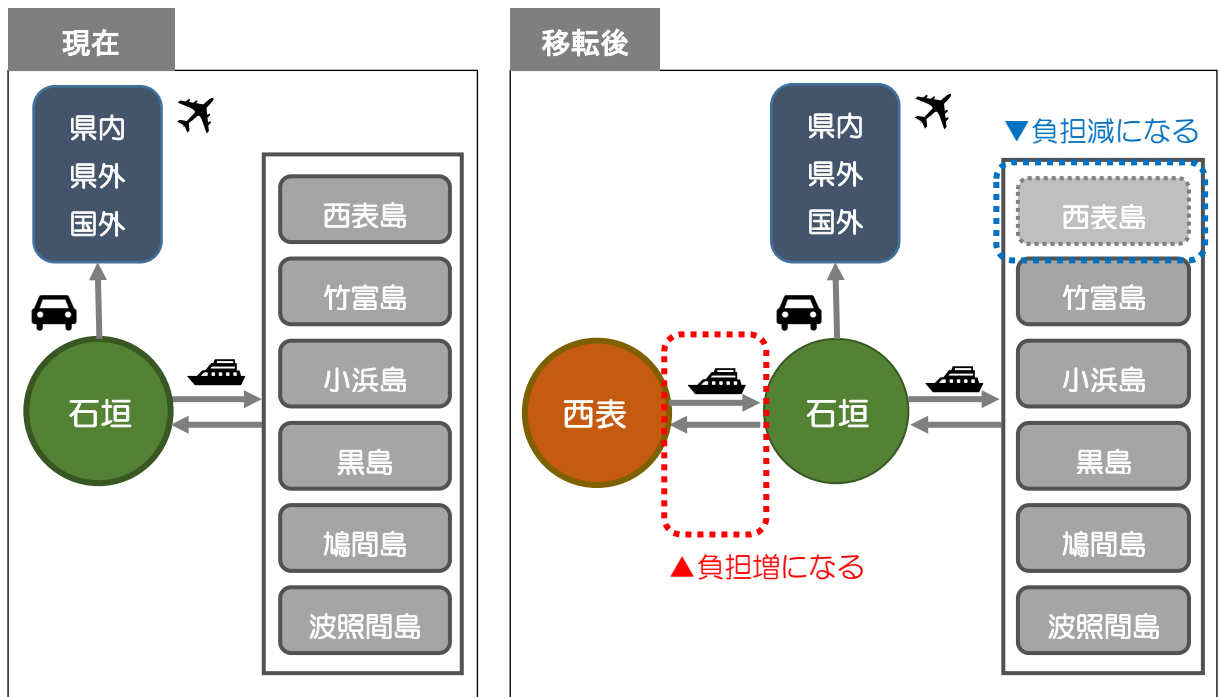 現在
県内
県外
国外
石垣
西表島
竹富島
小浜島
黒島
鳩間島
波照間島
移転後
県内
県外
国外
▼負担減になる
西表
石垣
▲負担増になる
西表島
竹富島
小浜島
黒島
鳩間島
波照間島